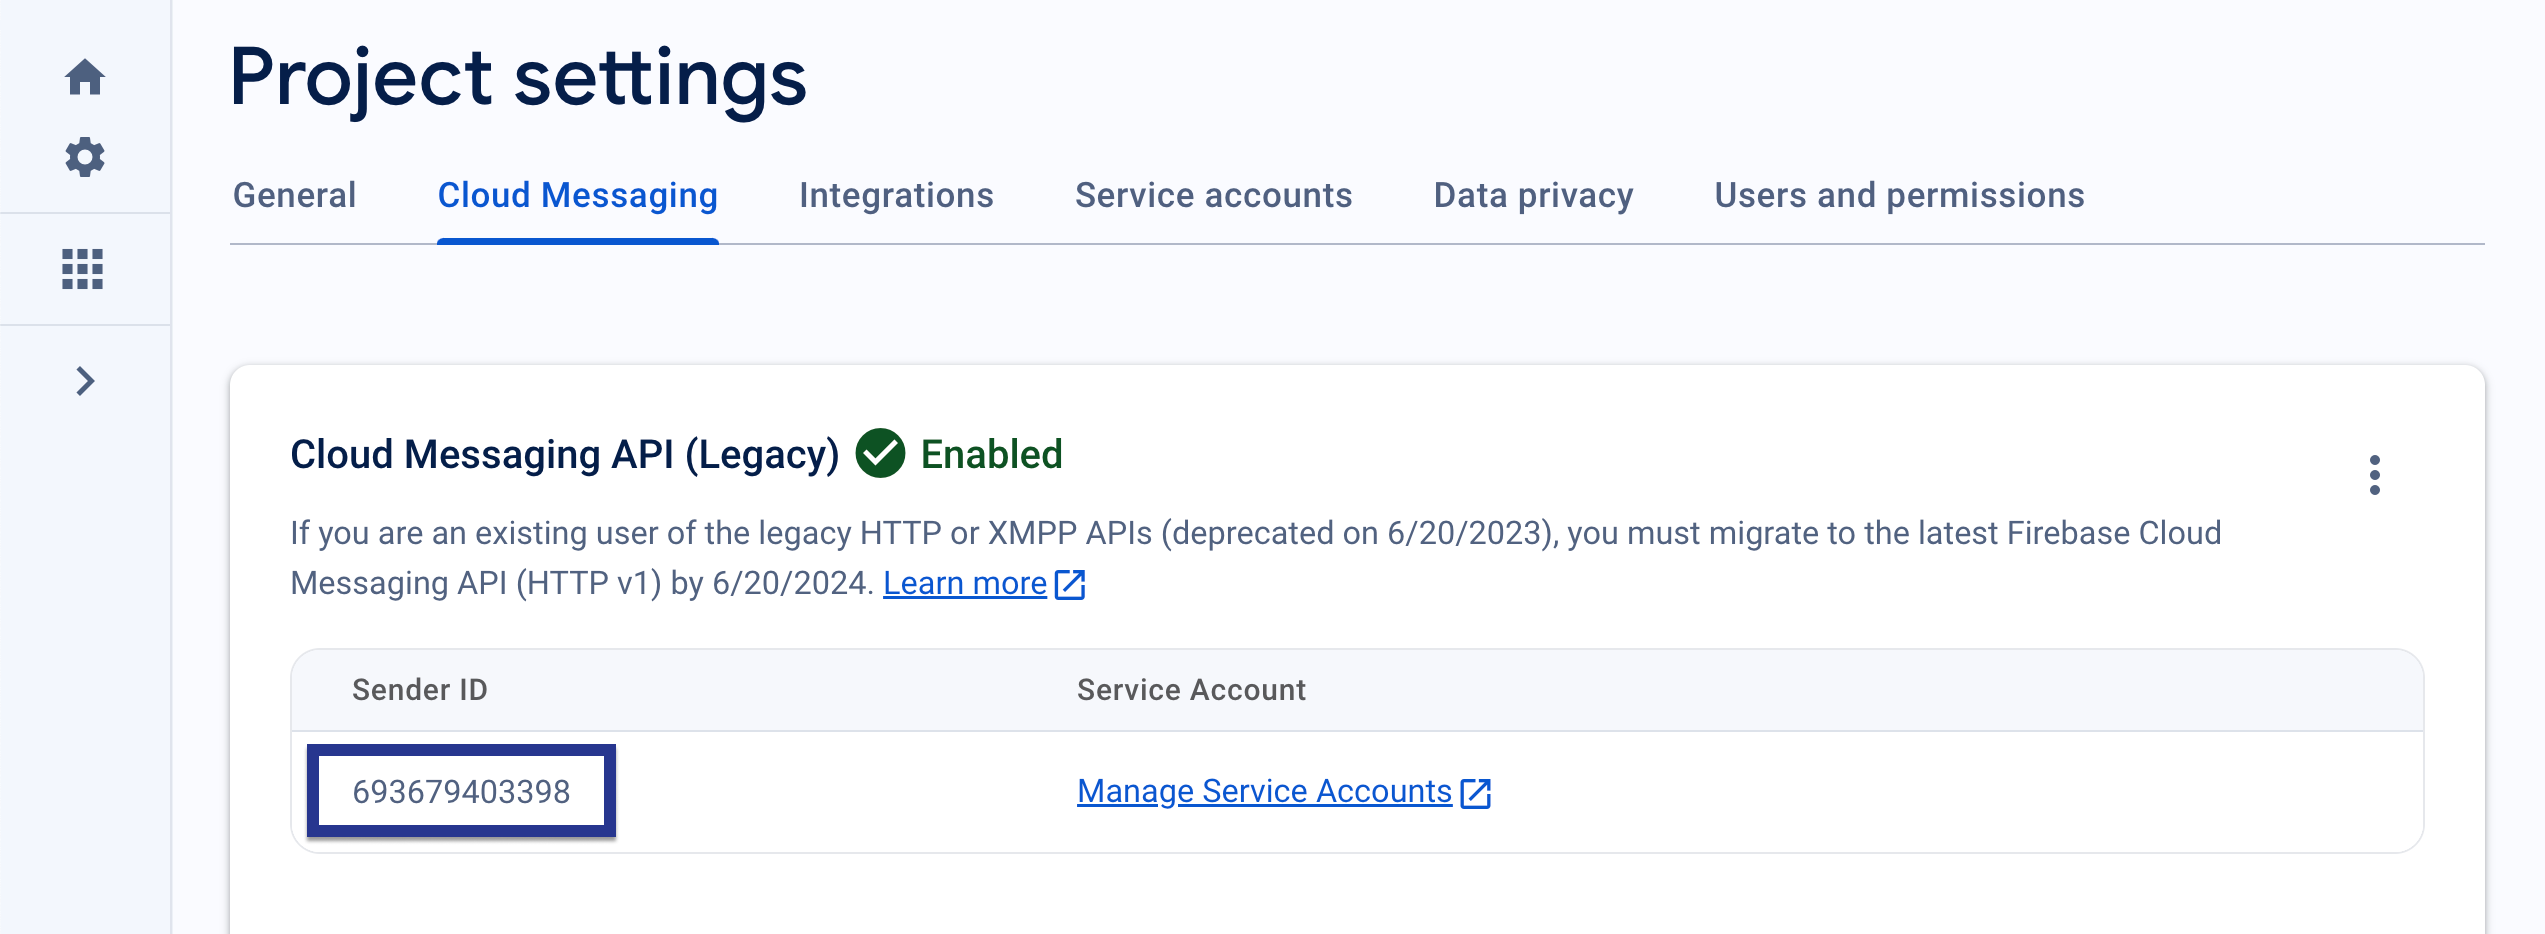 Project settings
General Cloud Messaging Integrations Service accounts Data privacy Users and permissions
Cloud Messaging API (Legacy) Enabled
If you are an existing user of the legacy HTTP or XMPP APIs (deprecated on 6/20/2023), you must migrate to the latest Firebase Cloud
Messaging API (HTTP v1) by 6/20/2024. Learn more
Sender ID Service Account
693679403398 Manage Service Accounts